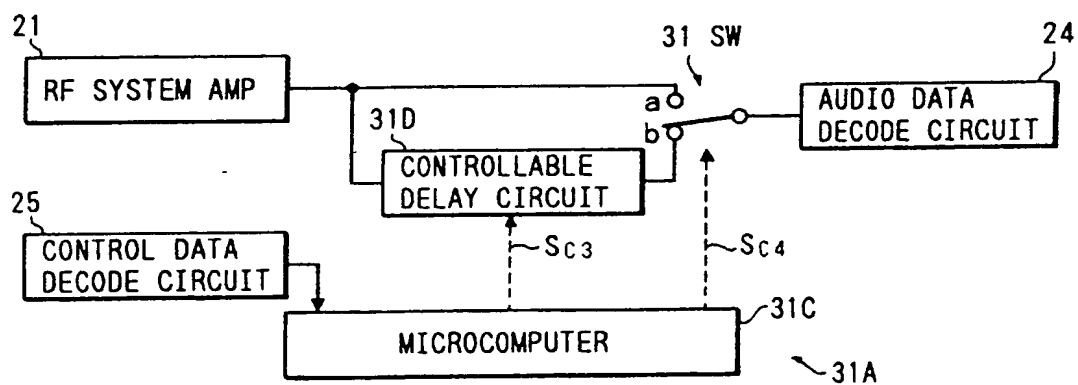 21
RF SYSTEM AMP
31 SW
24
a
b
AUDIO DATA
DECODE CIRCUIT
31D
CONTROLLABLE
DELAY CIRCUIT
25
CONTROL DATA
DECODE CIRCUIT
SC3
SC4
MICROCOMPUTER
31C
31A